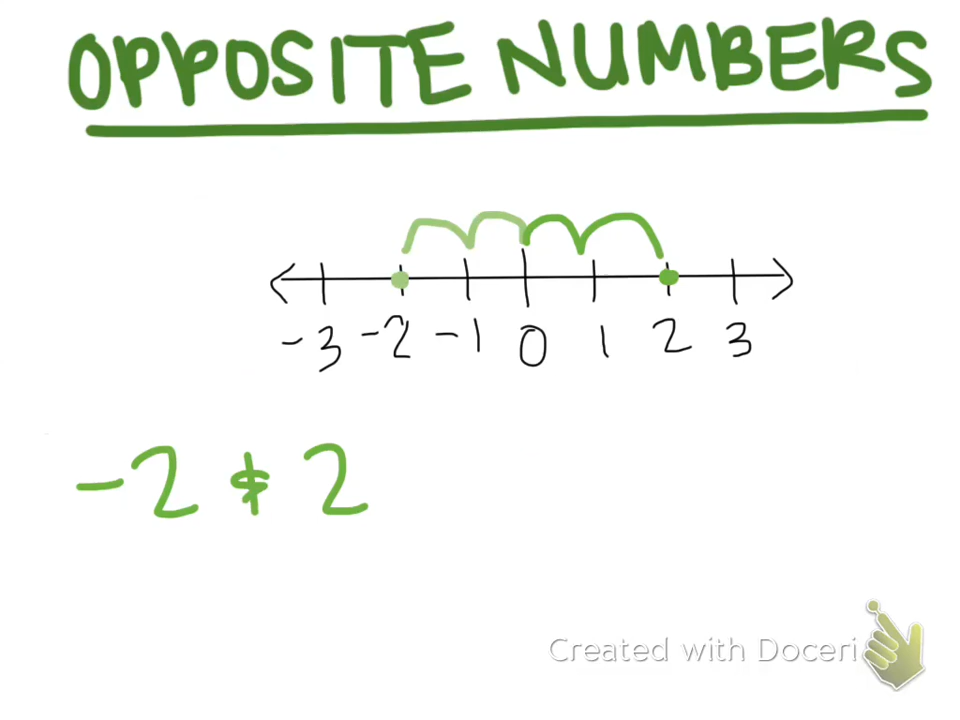 OPPOSITE NUMBERS
-3 -2 -1 0 1 2 3
-2 & 2
Created with Doceri